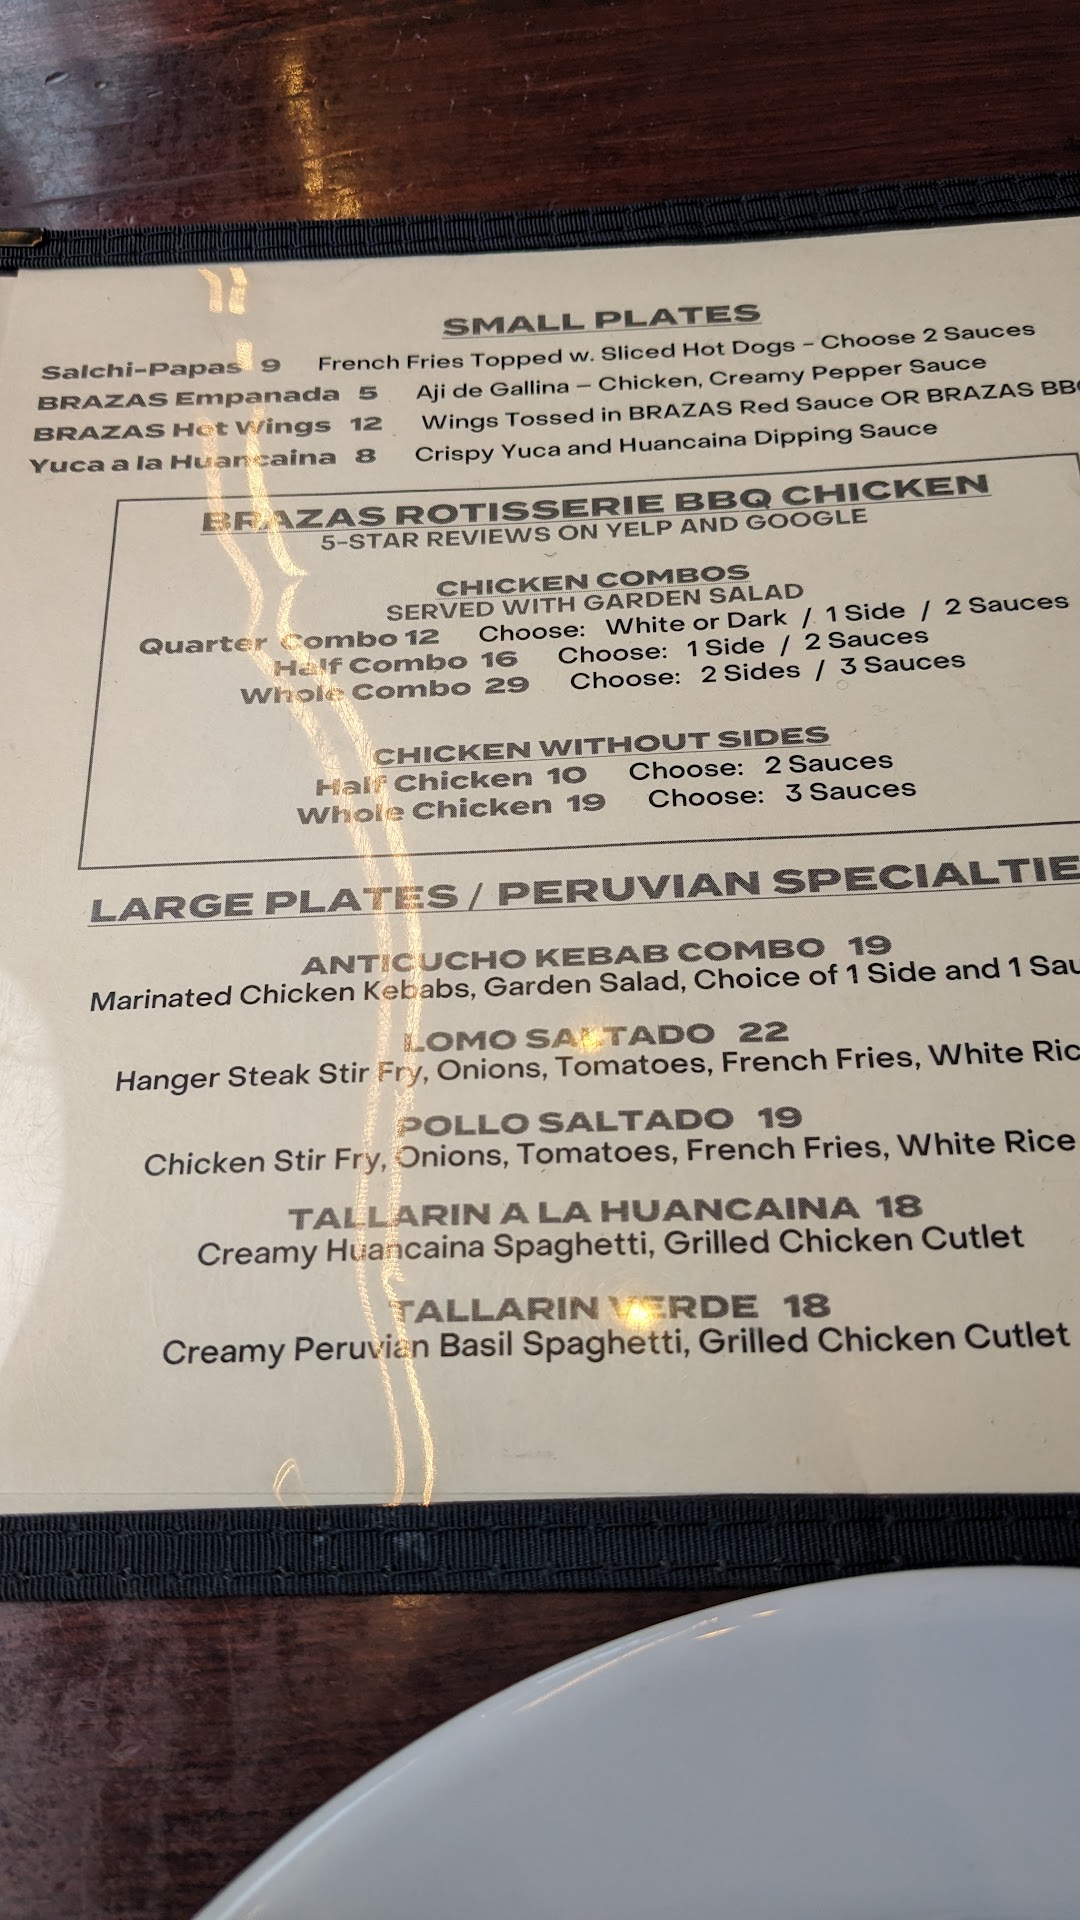 SMALL PLATES
Salchi-Papas 9 French Fries Topped w. Sliced Hot Dogs - Choose 2 Sauces
BRAZAS Empanada 5 Aji de Gallina – Chicken, Creamy Pepper Sauce
BRAZAS Hot Wings 12 Wings Tossed in BRAZAS Red Sauce OR BRAZAS BBQ
Yuca a la Huancaina 8 Crispy Yuca and Huancaina Dipping Sauce
BRAZAS ROTISSERIE BBQ CHICKEN
5-STAR REVIEWS ON YELP AND GOOGLE
CHICKEN COMBOS
SERVED WITH GARDEN SALAD
Quarter Combo 12 Choose: White or Dark / 1 Side / 2 Sauces
Half Combo 16 Choose: 1 Side / 2 Sauces
Whole Combo 29 Choose: 2 Sides / 3 Sauces
CHICKEN WITHOUT SIDES
Half Chicken 10 Choose: 2 Sauces
Whole Chicken 19 Choose: 3 Sauces
LARGE PLATES / PERUVIAN SPECIALTIE
ANTICUCHO KEBAB COMBO 19
Marinated Chicken Kebabs, Garden Salad, Choice of 1 Side and 1 Sau
LOMO SALTADO 22
Hanger Steak Stir Fry, Onions, Tomatoes, French Fries, White Ric
POLLO SALTADO 19
Chicken Stir Fry, Onions, Tomatoes, French Fries, White Rice
TALLARIN A LA HUANCAINA 18
Creamy Huancaina Spaghetti, Grilled Chicken Cutlet
TALLARIN VERDE 18
Creamy Peruvian Basil Spaghetti, Grilled Chicken Cutlet